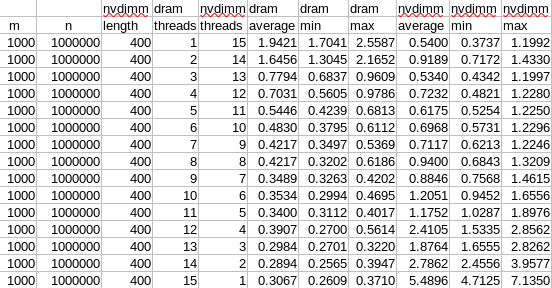 nvdimm dram nvdimm dram dram dram nvdimm nvdimm nvdimm
m n length threads threads average min max average min max
1000 1000000 400 1 15 1.9421 1.7041 2.5587 0.5400 0.3737 1.1992
1000 1000000 400 2 14 1.6456 1.3045 2.1652 0.9189 0.7172 1.4330
1000 1000000 400 3 13 0.7794 0.6837 0.9609 0.5340 0.4342 1.1997
1000 1000000 400 4 12 0.7031 0.5605 0.9786 0.7232 0.4821 1.2280
1000 1000000 400 5 11 0.5446 0.4239 0.6813 0.6175 0.5254 1.2250
1000 1000000 400 6 10 0.4830 0.3795 0.6112 0.6968 0.5731 1.2296
1000 1000000 400 7 9 0.4217 0.3497 0.5369 0.7117 0.6213 1.2246
1000 1000000 400 8 8 0.4217 0.3202 0.6186 0.9400 0.6843 1.3209
1000 1000000 400 9 7 0.3489 0.3263 0.4202 0.8846 0.7568 1.4615
1000 1000000 400 10 6 0.3534 0.2994 0.4695 1.2051 0.9452 1.6556
1000 1000000 400 11 5 0.3400 0.3112 0.4017 1.1752 1.0287 1.8976
1000 1000000 400 12 4 0.3907 0.2700 0.5614 2.4105 1.5335 2.8562
1000 1000000 400 13 3 0.2984 0.2701 0.3220 1.8764 1.6555 2.8262
1000 1000000 400 14 2 0.2894 0.2565 0.3947 2.7862 2.4556 3.9577
1000 1000000 400 15 1 0.3067 0.2609 0.3710 5.4896 4.7125 7.1350